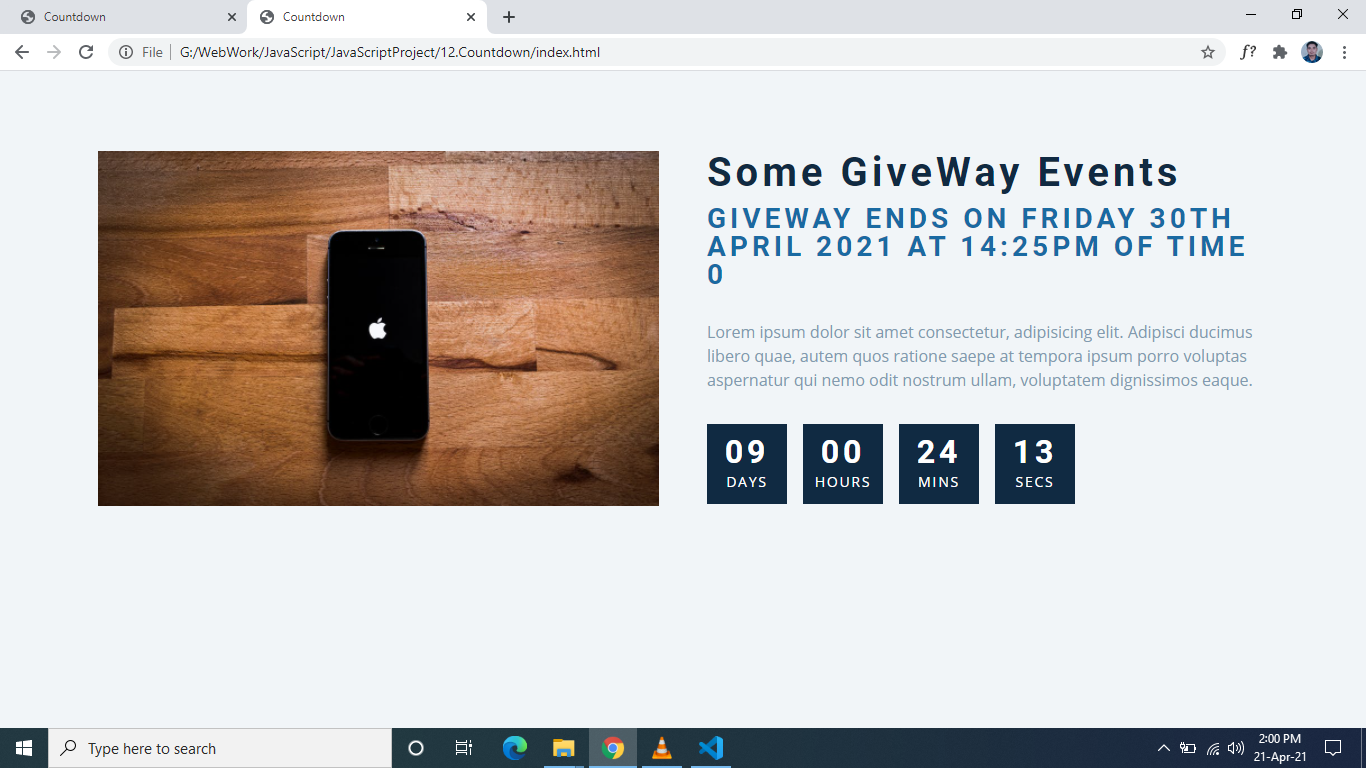 Countdown
Countdown
File
G:/WebWork/JavaScript/JavaScriptProject/12.Countdown/index.html
f?
Some GiveWay Events
GIVEWAY ENDS ON FRIDAY 30TH
APRIL 2021 AT 14:25PM OF TIME
0
Lorem ipsum dolor sit amet consectetur, adipisicing elit. Adipisci ducimus
libero quae, autem quos ratione saepe at tempora ipsum porro voluptas
aspernatur qui nemo odit nostrum ullam, voluptatem dignissimos eaque.
09 00 24 13
DAYS HOURS MINS SECS
Type here to search
2:00 PM
21-Apr-21